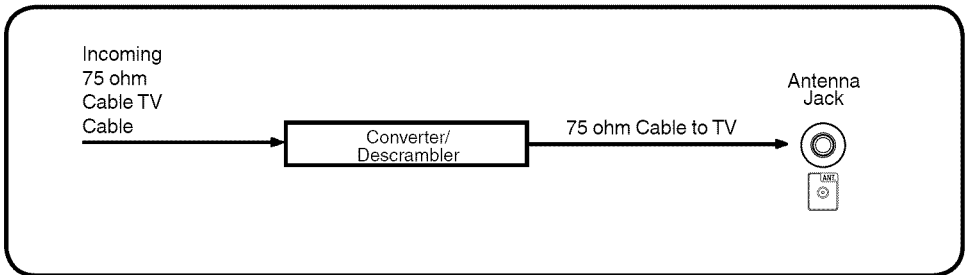 Incoming
75 ohm
Cable TV
Cable
Converter/
Descrambler
75 ohm Cable to TV
Antenna
Jack
ANT.